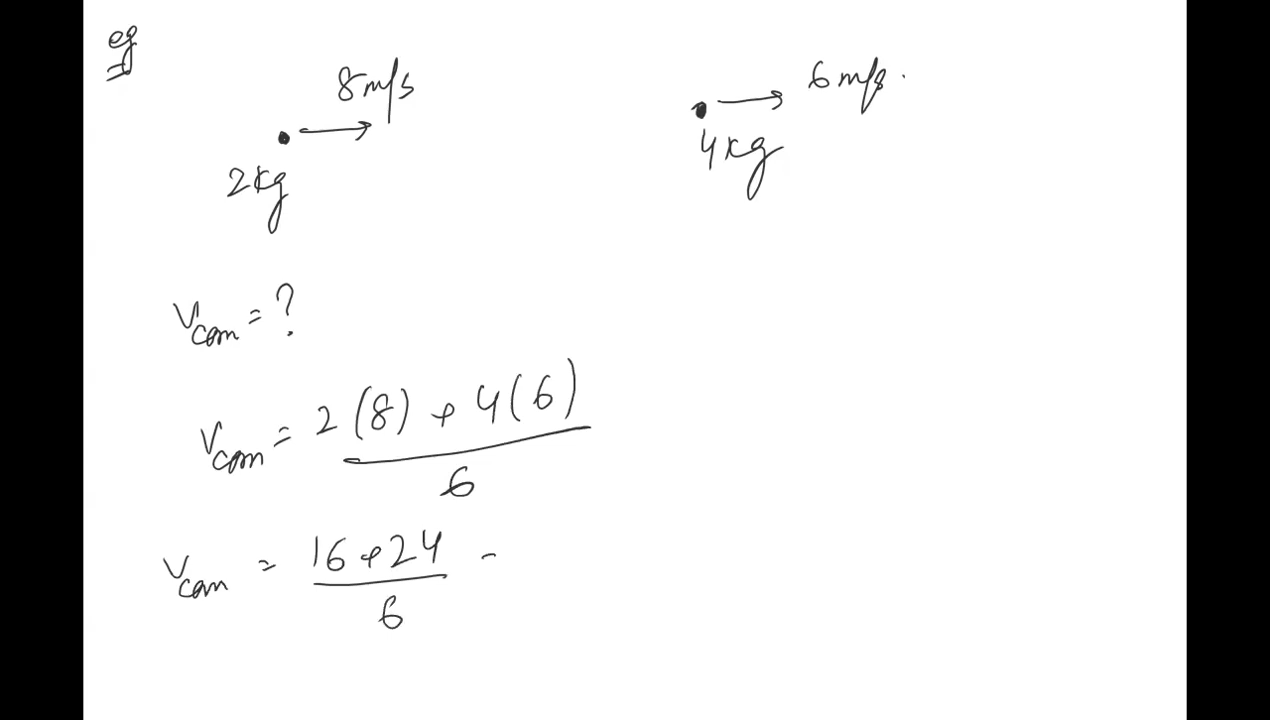 eg
8m/s 6m/s.
2kg 4kg
Vcom = ?
Vcom = 2(8) + 4(6)
6
Vcom = 16+24 =
6